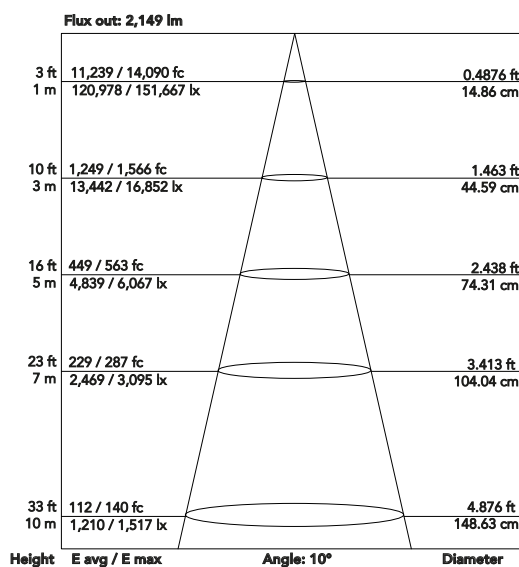 Flux out: 2,149 lm
3 ft 11,239 / 14,090 fc 0.4876 ft
1 m 120,978 / 151,667 lx 14.86 cm
10 ft 1,249 / 1,566 fc 1.463 ft
3 m 13,442 / 16,852 lx 44.59 cm
16 ft 449 / 563 fc 2.438 ft
5 m 4,839 / 6,067 lx 74.31 cm
23 ft 229 / 287 fc 3.413 ft
7 m 2,469 / 3,095 lx 104.04 cm
33 ft 112 / 140 fc 4.876 ft
10 m 1,210 / 1,517 lx 148.63 cm
Height E avg / E max Angle: 10° Diameter